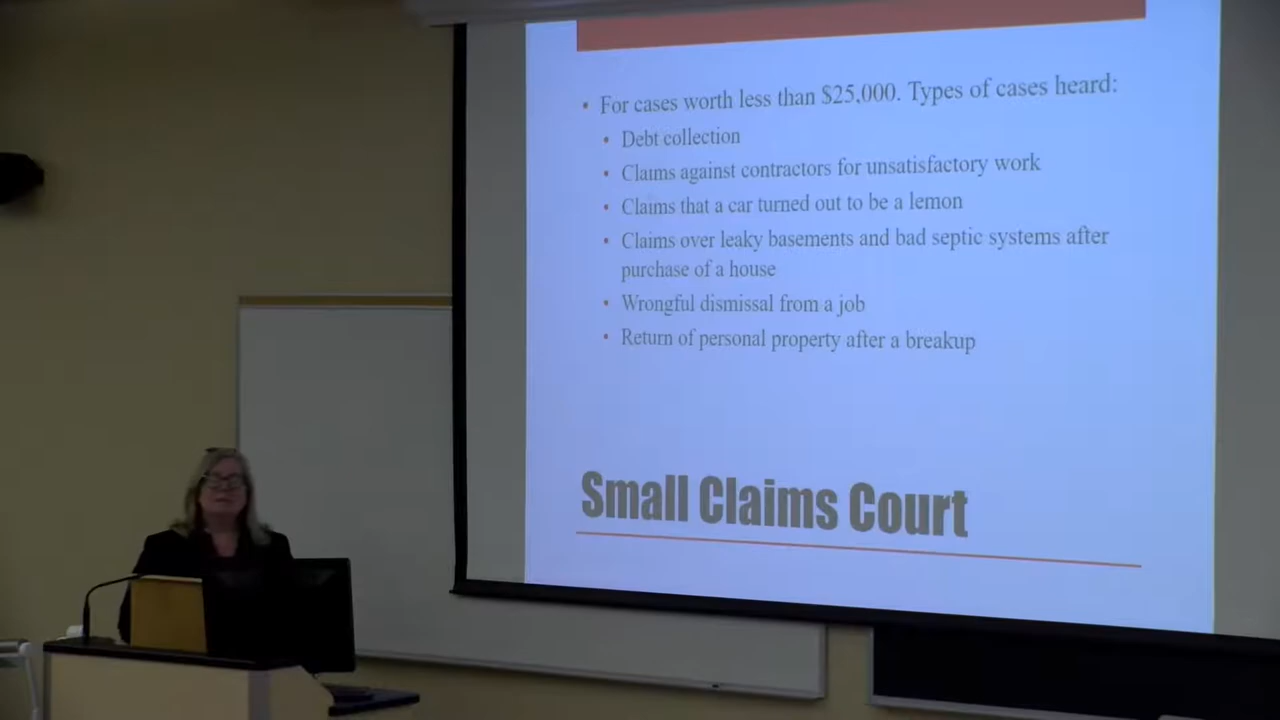 • For cases worth less than $25,000. Types of cases heard:
• Debt collection
• Claims against contractors for unsatisfactory work
• Claims that a car turned out to be a lemon
• Claims over leaky basements and bad septic systems after
purchase of a house
• Wrongful dismissal from a job
• Return of personal property after a breakup
Small Claims Court